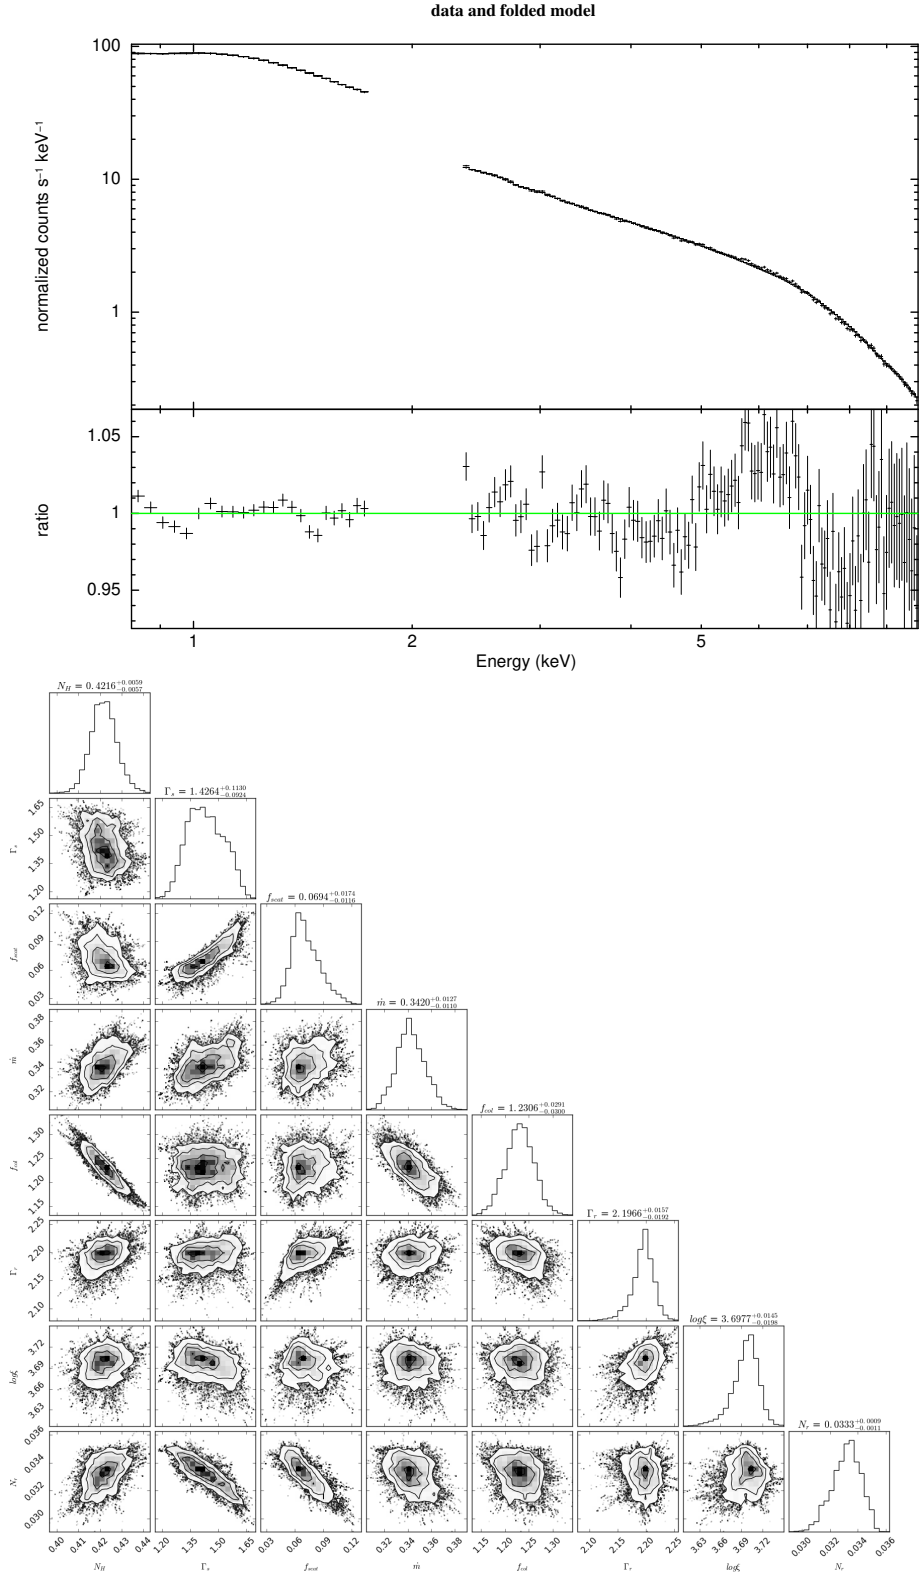 data and folded model
100
10
1
normalized counts s⁻¹ keV⁻¹
1.05
1
0.95
ratio
1 2 5
Energy (keV)
N_H = 0.4216^{+0.0059}_{-0.0057}
Γ_s = 1.4264^{+0.1130}_{-0.0924}
1.65
1.50
1.35
1.20
Γ_s
f_scat = 0.0694^{+0.0174}_{-0.0116}
0.12
0.09
0.06
0.03
f_scat
ṁ = 0.3420^{+0.0127}_{-0.0110}
0.38
0.36
0.34
0.32
ṁ
f_col = 1.2306^{+0.0291}_{-0.0300}
1.30
1.25
1.20
1.15
f_col
Γ_r = 2.1966^{+0.0157}_{-0.0192}
2.25
2.20
2.15
2.10
Γ_r
logξ = 3.6977^{+0.0145}_{-0.0198}
3.72
3.69
3.66
3.63
logξ
N_r = 0.0333^{+0.0009}_{-0.0011}
0.036
0.034
0.032
0.030
N_r
0.40 0.42 0.43 0.44 1.20 1.35 1.50 1.65 0.03 0.06 0.09 0.12 0.32 0.34 0.36 0.38 1.15 1.20 1.25 1.30 2.10 2.15 2.20 2.25 3.63 3.66 3.69 3.72 0.030 0.032 0.034 0.036
N_H Γ_s f_scat ṁ f_col Γ_r logξ N_r